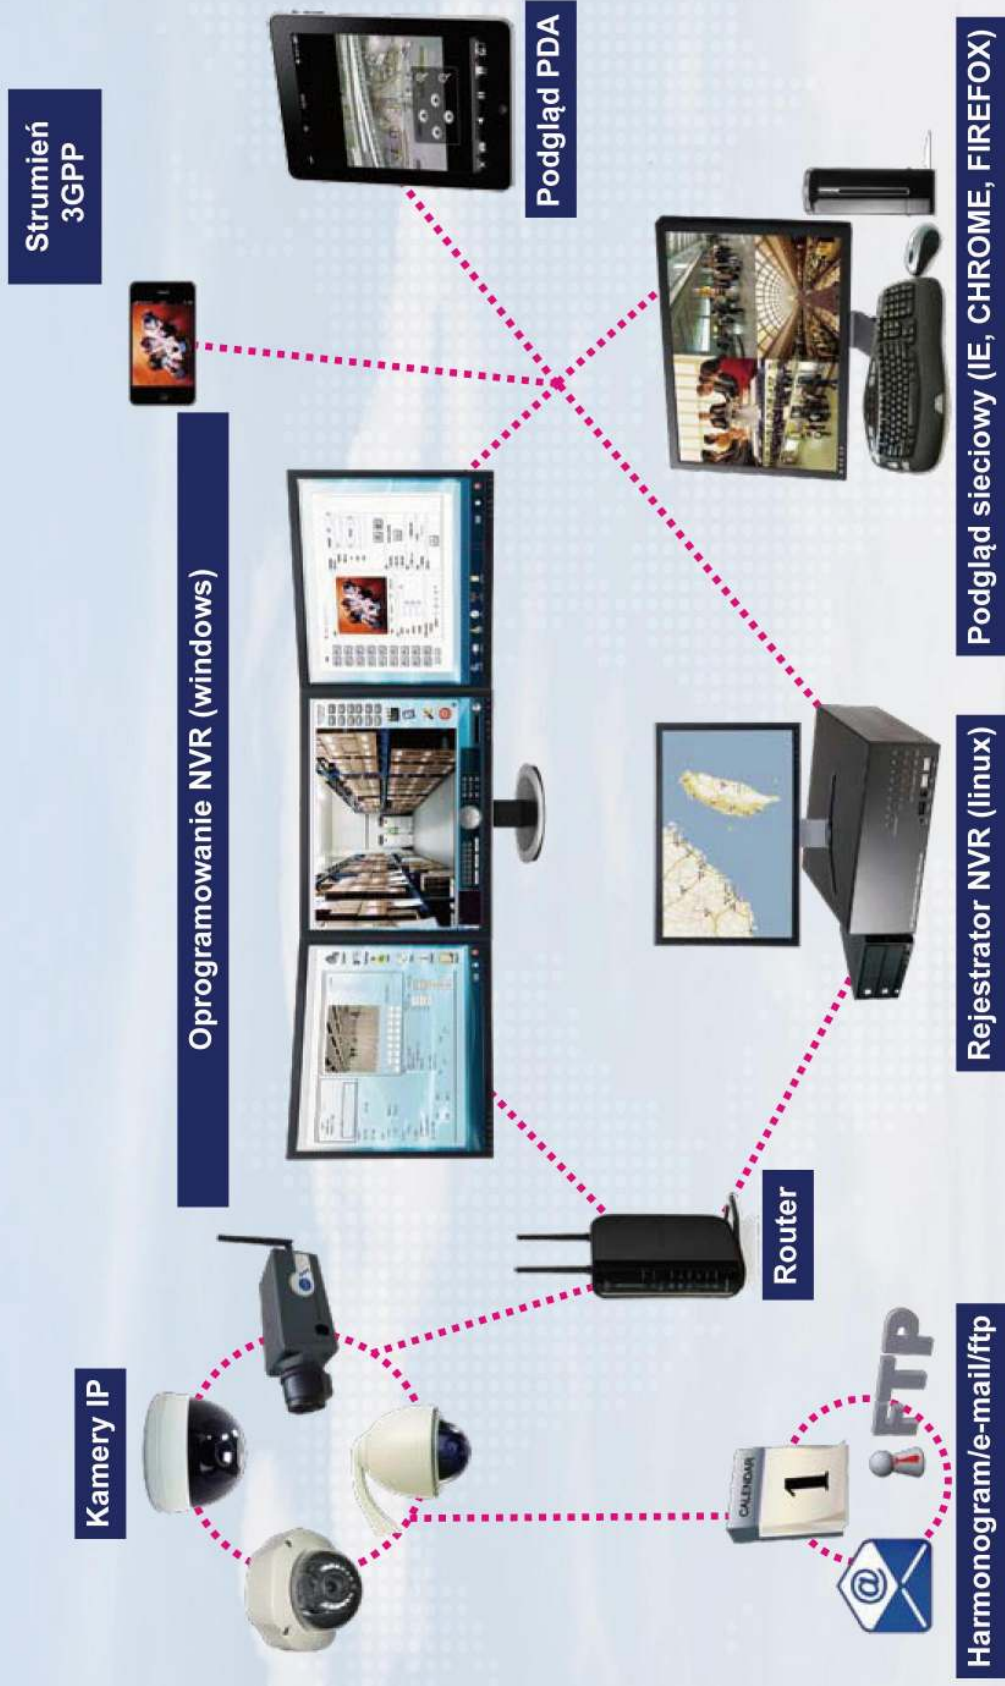 Kamery IP
Oprogramowanie NVR (windows)
Strumień
3GPP
Podgląd PDA
Router
CALENDAR
1
@
FTP
Harmonogram/e-mail/ftp
Rejestrator NVR (linux)
Podgląd sieciowy (IE, CHROME, FIREFOX)